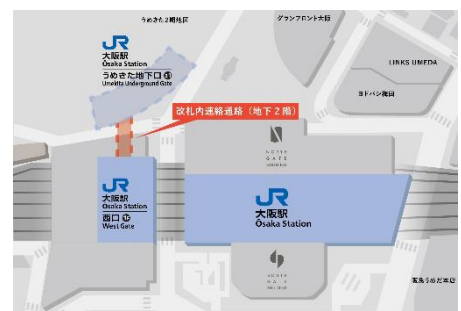 うめきた2期地区
グランフロント大阪
JR
大阪駅
Osaka Station
うめきた地下口
Umekita Underground Gate
LINKS UMEDA
ヨドバシ梅田
改札内連絡通路（地下2階）
NORTH
GATE
JR
大阪駅
Osaka Station
西口
West Gate
JR
大阪駅
Osaka Station
GATE
阪急うめだ本店